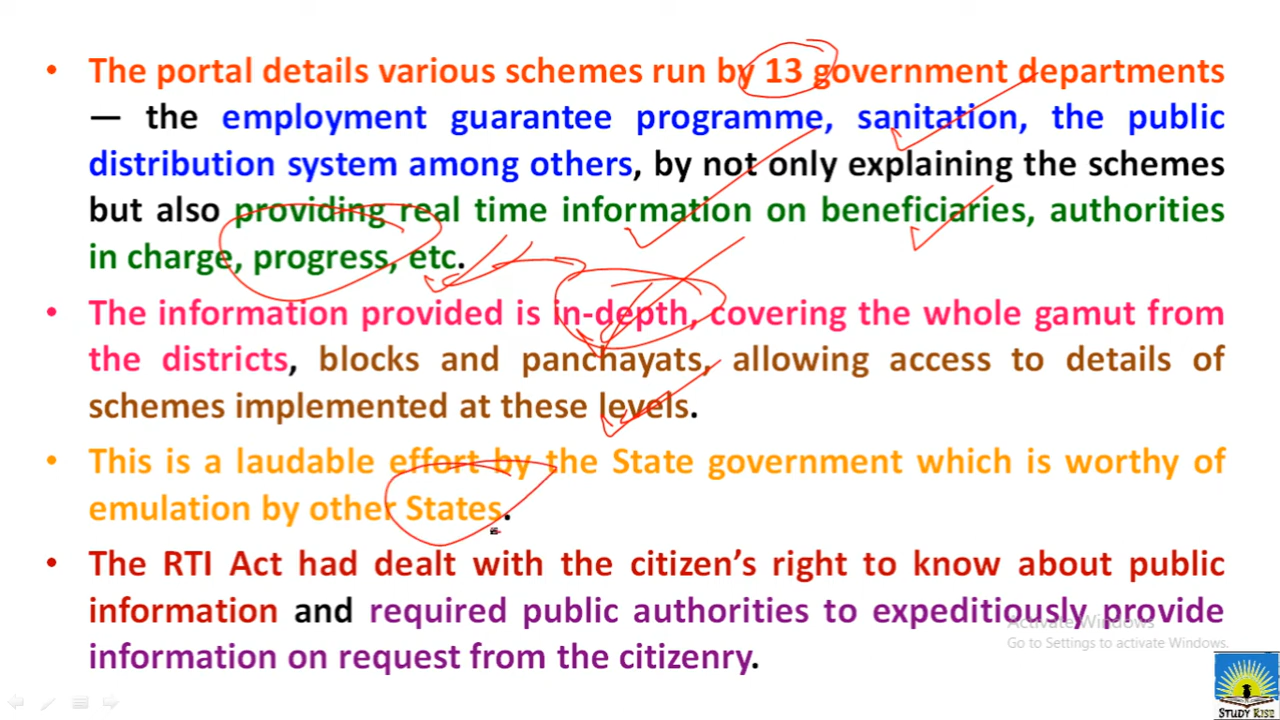 • The portal details various schemes run by 13 government departments
— the employment guarantee programme, sanitation, the public
distribution system among others, by not only explaining the schemes
but also providing real time information on beneficiaries, authorities
in charge, progress, etc.
• The information provided is in-depth, covering the whole gamut from
the districts, blocks and panchayats, allowing access to details of
schemes implemented at these levels.
• This is a laudable effort by the State government which is worthy of
emulation by other States.
• The RTI Act had dealt with the citizen's right to know about public
information and required public authorities to expeditiously provide
information on request from the citizenry.
Activate Windows
Go to Settings to activate Windows.
STUDY RISE